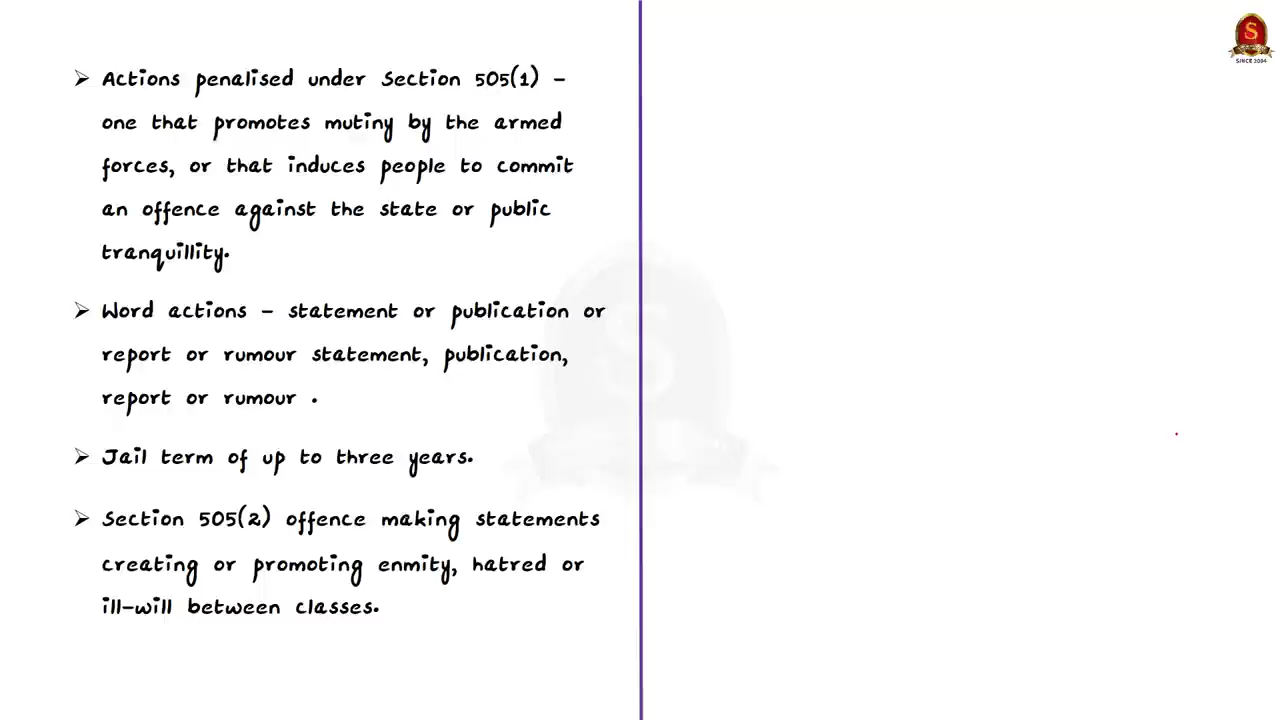 Actions penalised under Section 505(1) –
one that promotes mutiny by the armed
forces, or that induces people to commit
an offence against the state or public
tranquillity.
Word actions – statement or publication or
report or rumour statement, publication,
report or rumour .
Jail term of up to three years.
Section 505(2) offence making statements
creating or promoting enmity, hatred or
ill-will between classes.
S
SINCE 2004